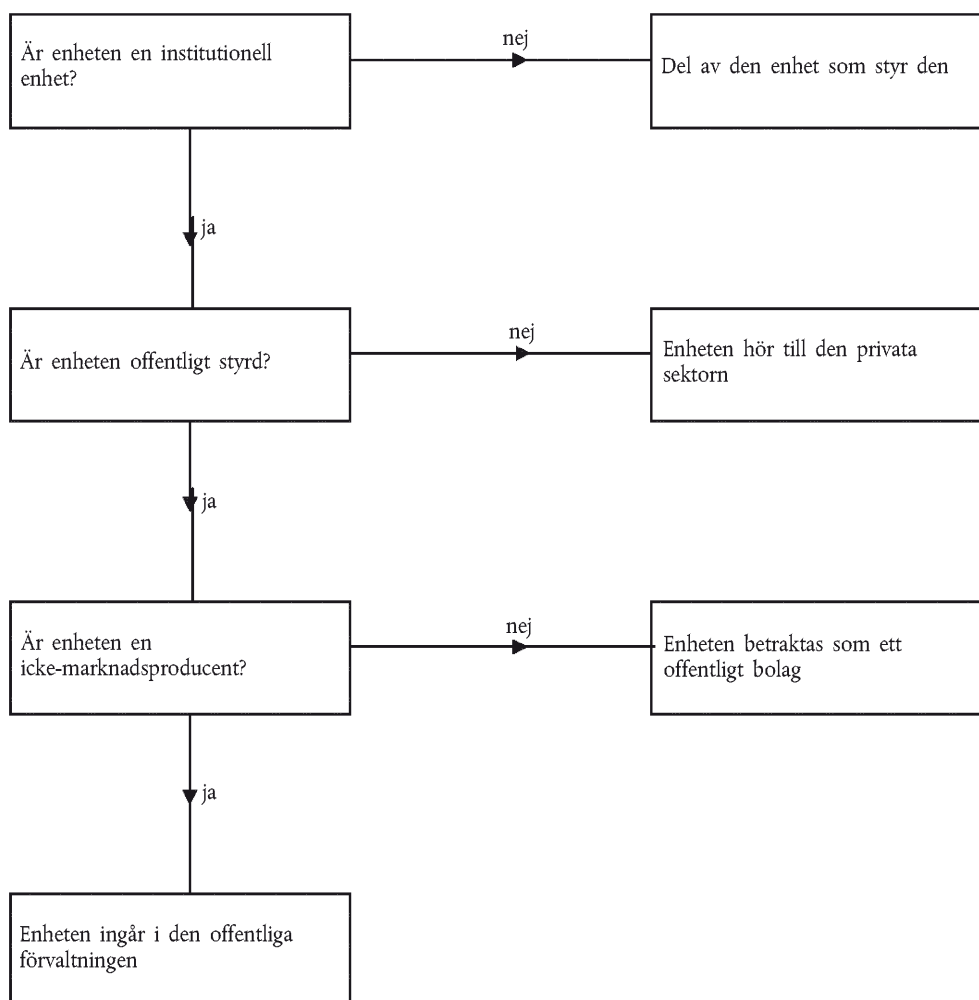 Är enheten en institutionell
enhet?
nej
Del av den enhet som styr den
ja
Är enheten offentligt styrd?
nej
Enheten hör till den privata
sektorn
ja
Är enheten en
icke-marknadsproducent?
nej
Enheten betraktas som ett
offentligt bolag
ja
Enheten ingår i den offentliga
förvaltningen